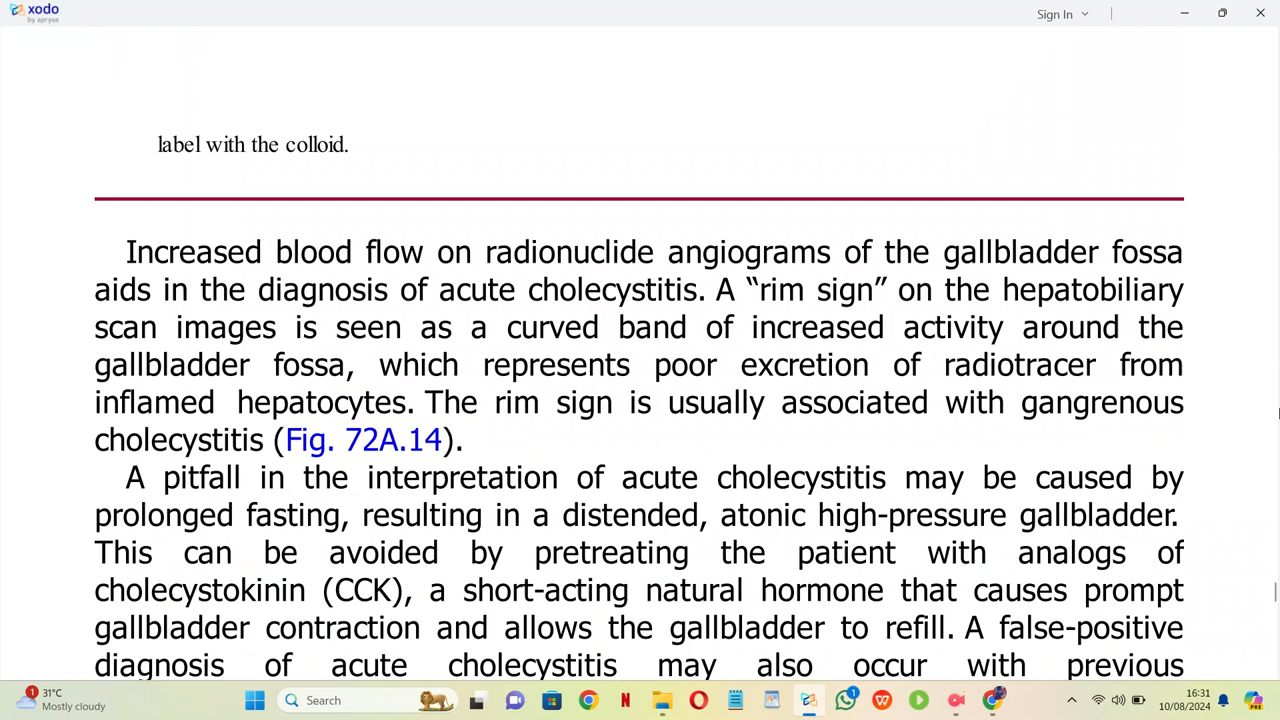 xodo
by apryse
Sign In
label with the colloid.
Increased blood flow on radionuclide angiograms of the gallbladder fossa
aids in the diagnosis of acute cholecystitis. A “rim sign” on the hepatobiliary
scan images is seen as a curved band of increased activity around the
gallbladder fossa, which represents poor excretion of radiotracer from
inflamed hepatocytes. The rim sign is usually associated with gangrenous
cholecystitis (Fig. 72A.14).
A pitfall in the interpretation of acute cholecystitis may be caused by
prolonged fasting, resulting in a distended, atonic high-pressure gallbladder.
This can be avoided by pretreating the patient with analogs of
cholecystokinin (CCK), a short-acting natural hormone that causes prompt
gallbladder contraction and allows the gallbladder to refill. A false-positive
diagnosis of acute cholecystitis may also occur with previous
1
31°C
Mostly cloudy
Search
N
1
W
16:31
10/08/2024
PRE